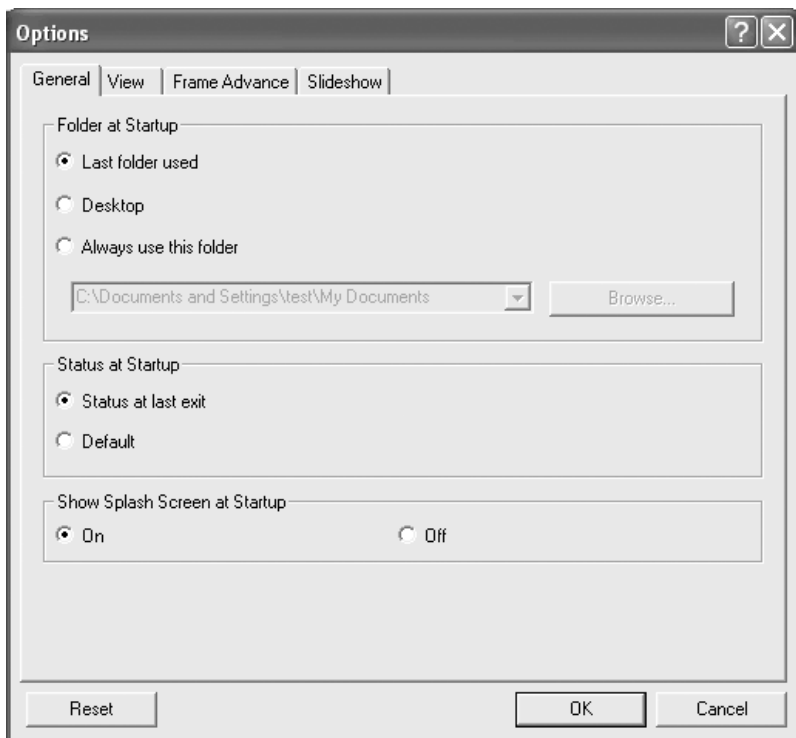 Options
General View Frame Advance Slideshow
Folder at Startup
Last folder used
Desktop
Always use this folder
C:\Documents and Settings\test\My Documents Browse...
Status at Startup
Status at last exit
Default
Show Splash Screen at Startup
On Off
Reset OK Cancel